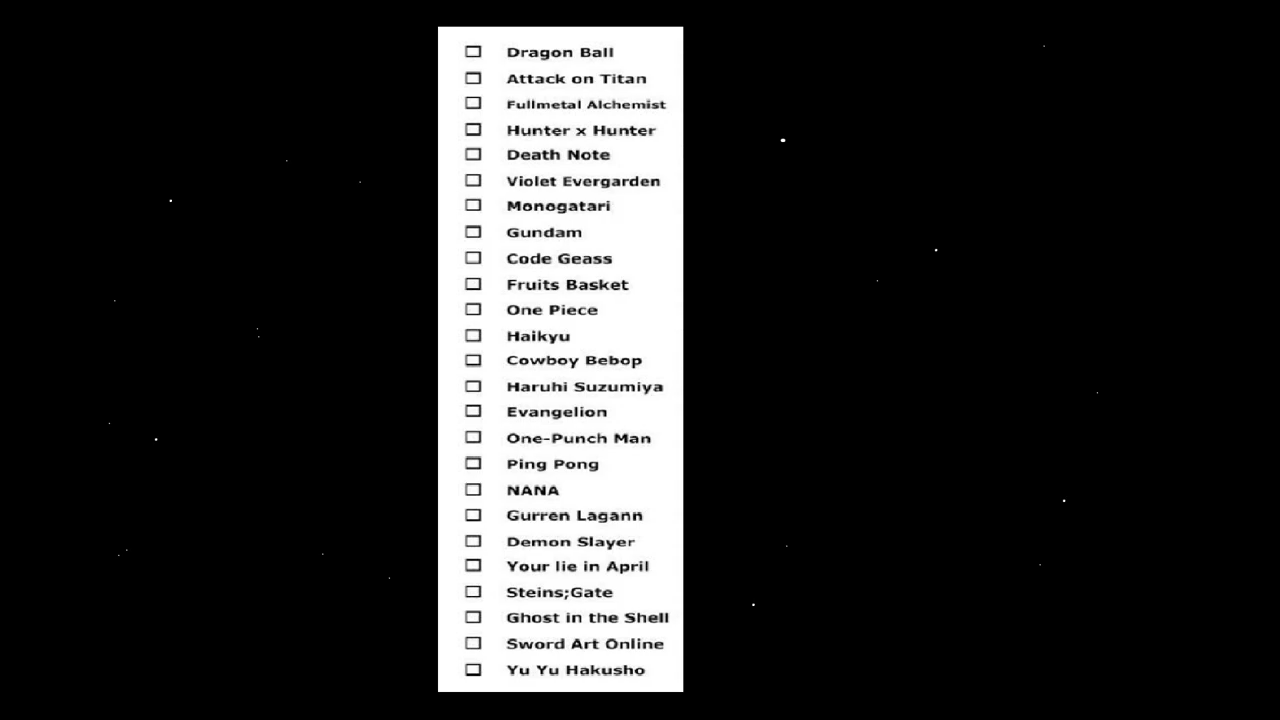 Dragon Ball
Attack on Titan
Fullmetal Alchemist
Hunter x Hunter
Death Note
Violet Evergarden
Monogatari
Gundam
Code Geass
Fruits Basket
One Piece
Haikyu
Cowboy Bebop
Haruhi Suzumiya
Evangelion
One-Punch Man
Ping Pong
NANA
Gurren Lagann
Demon Slayer
Your lie in April
Steins;Gate
Ghost in the Shell
Sword Art Online
Yu Yu Hakusho